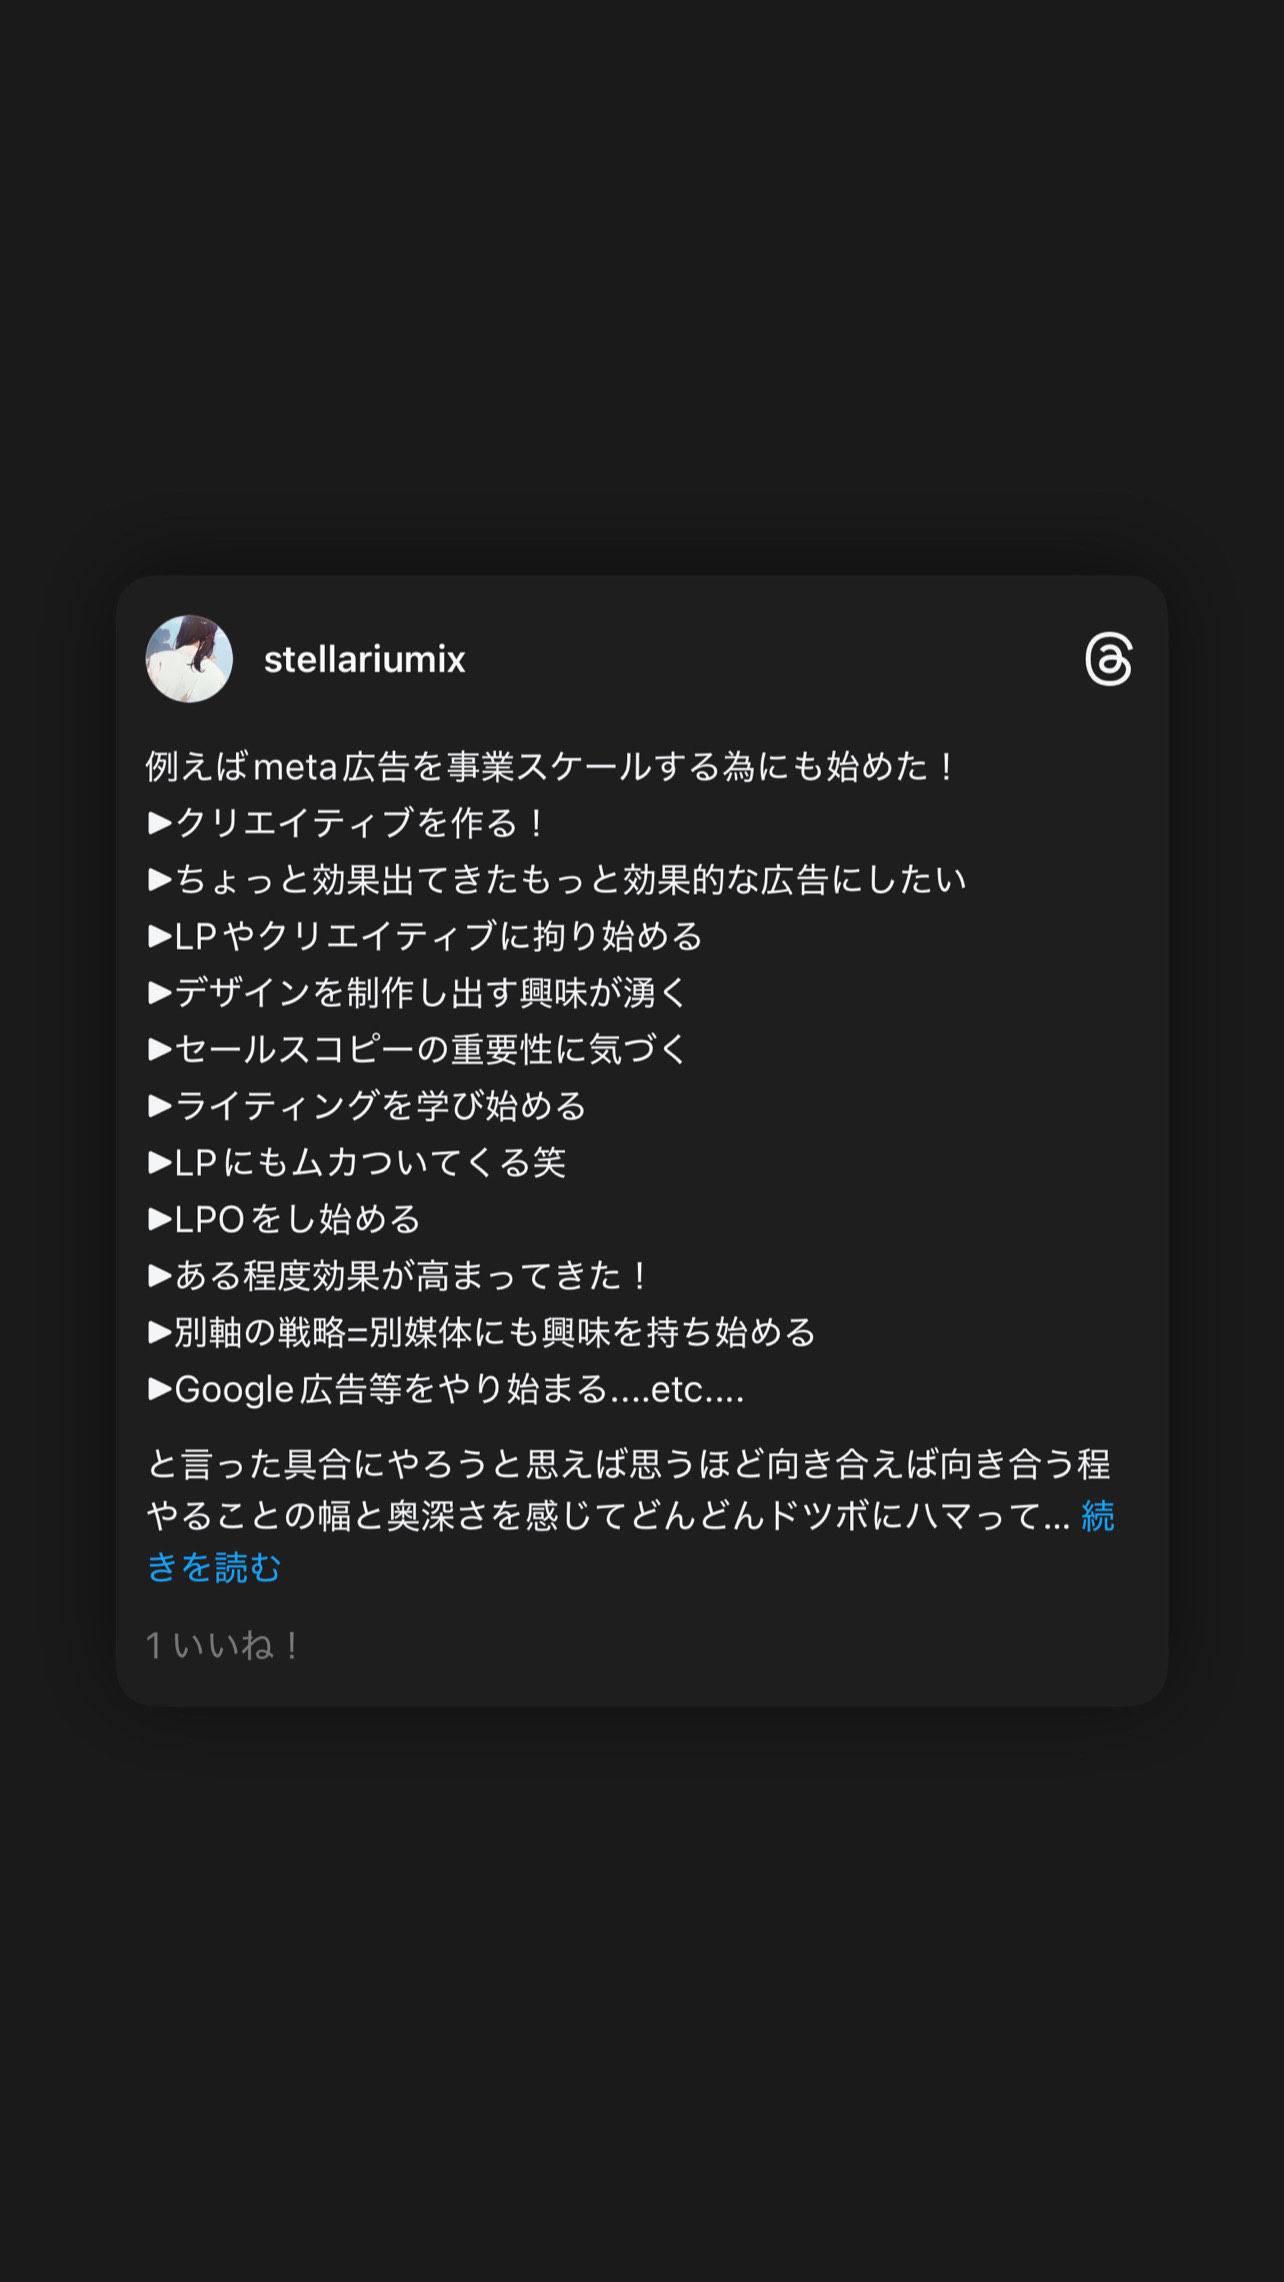 stellariumix
例えばmeta広告を事業スケールする為にも始めた！
▶クリエイティブを作る！
▶ちょっと効果出てきたもっと効果的な広告にしたい
▶LPやクリエイティブに拘り始める
▶デザインを制作し出す興味が湧く
▶セールスコピーの重要性に気づく
▶ライティングを学び始める
▶LPにもムカついてくる笑
▶LPOをし始める
▶ある程度効果が高まってきた！
▶別軸の戦略=別媒体にも興味を持ち始める
▶Google広告等をやり始まる....etc....
と言った具合にやろうと思えば思うほど向き合えば向き合う程
やることの幅と奥深さを感じてどんどんドツボにハマって... 続
きを読む
1 いいね！